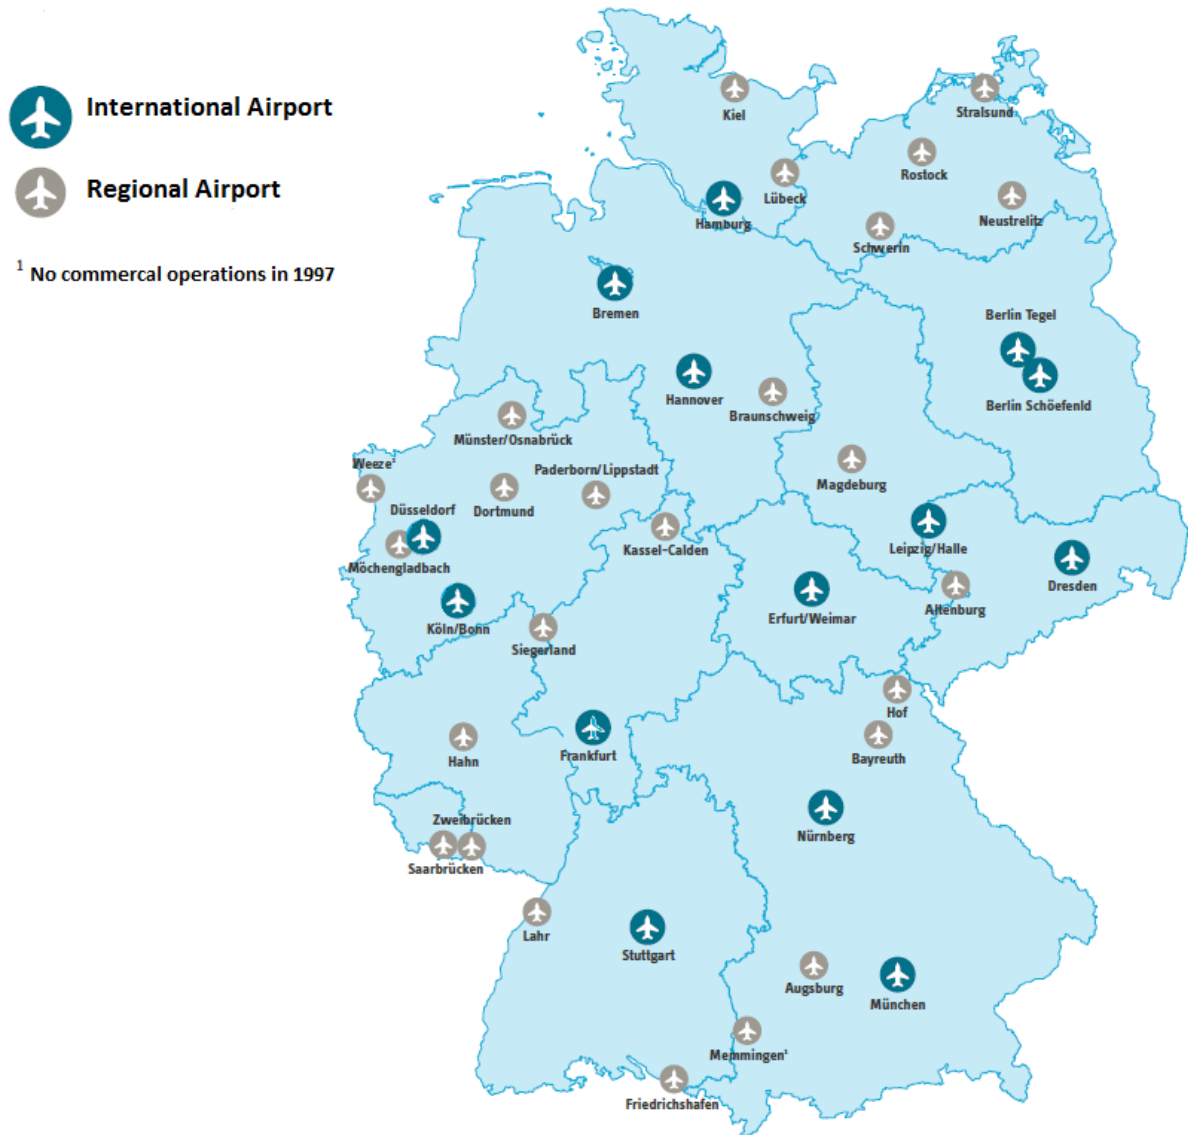 International Airport
Regional Airport
¹ No commercal operations in 1997
Kiel
Stralsund
Rostock
Lübeck
Neustrelitz
Hamburg
Schwerin
Bremen
Berlin Tegel
Hannover
Berlin Schöefenld
Braunschweig
Münster/Osnabrück
Weeze¹
Paderborn/Lippstadt
Magdeburg
Düsseldorf
Dortmund
Kassel-Calden
Leipzig/Halle
Möchengladbach
Dresden
Altenburg
Erfurt/Weimar
Köln/Bonn
Siegerland
Hof
Frankfurt
Bayreuth
Hahn
Zweibrücken
Nürnberg
Saarbrücken
Lahr
Stuttgart
Augsburg
München
Memmingen¹
Friedrichshafen